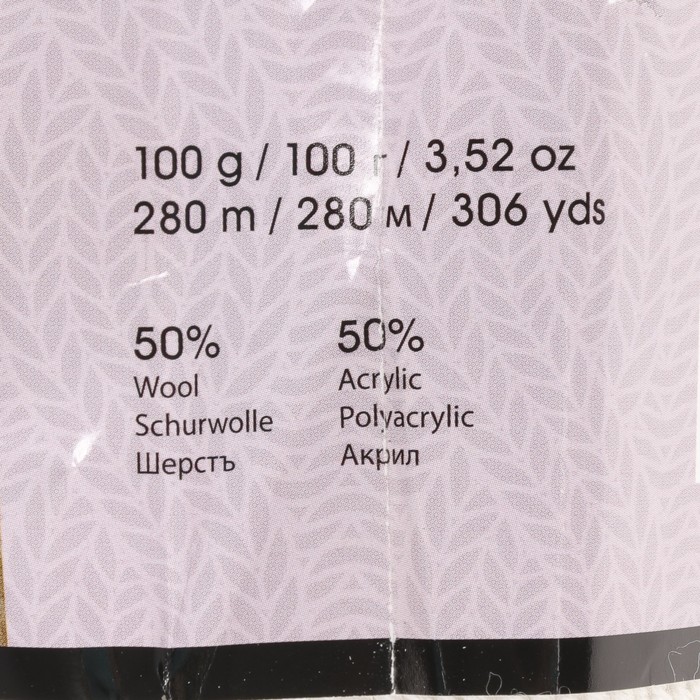 100 g / 100 г / 3,52 oz
280 m / 280 м / 306 yds
50%
Wool
Schurwolle
Шерстъ
50%
Acrylic
Polyacrylic
Акрил